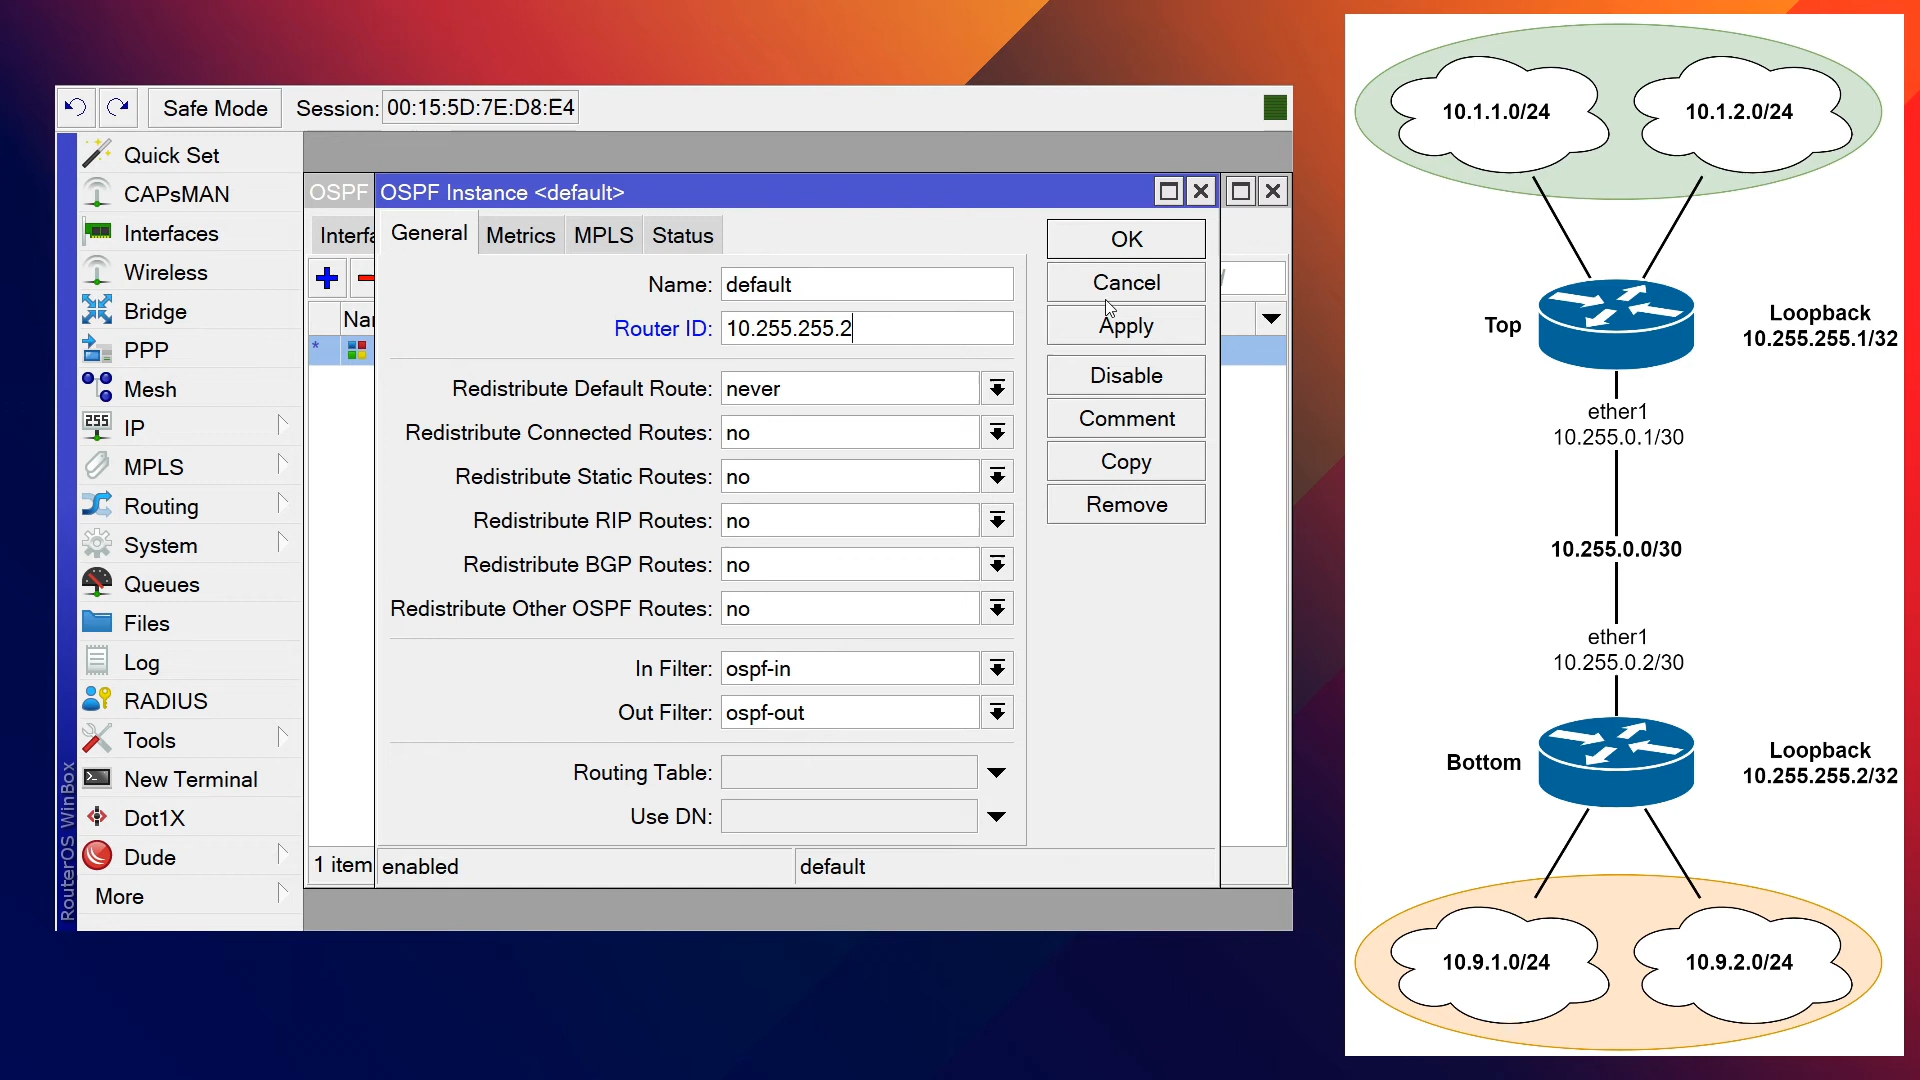 Safe Mode
Session: 00:15:5D:7E:D8:E4
Quick Set
CAPsMAN
Interfaces
Wireless
Bridge
PPP
Mesh
255
IP
MPLS
Routing
System
Queues
Files
Log
RADIUS
Tools
New Terminal
Dot1X
Dude
More
RouterOS WinBox
OSPF
Interfa
Nar
*
1 item
OSPF Instance <default>
General Metrics MPLS Status
Name: default
Router ID: 10.255.255.2
Redistribute Default Route: never
Redistribute Connected Routes: no
Redistribute Static Routes: no
Redistribute RIP Routes: no
Redistribute BGP Routes: no
Redistribute Other OSPF Routes: no
In Filter: ospf-in
Out Filter: ospf-out
Routing Table:
Use DN:
enabled
default
OK
Cancel
Apply
Disable
Comment
Copy
Remove
10.1.1.0/24
10.1.2.0/24
Top
Loopback
10.255.255.1/32
ether1
10.255.0.1/30
10.255.0.0/30
ether1
10.255.0.2/30
Bottom
Loopback
10.255.255.2/32
10.9.1.0/24
10.9.2.0/24